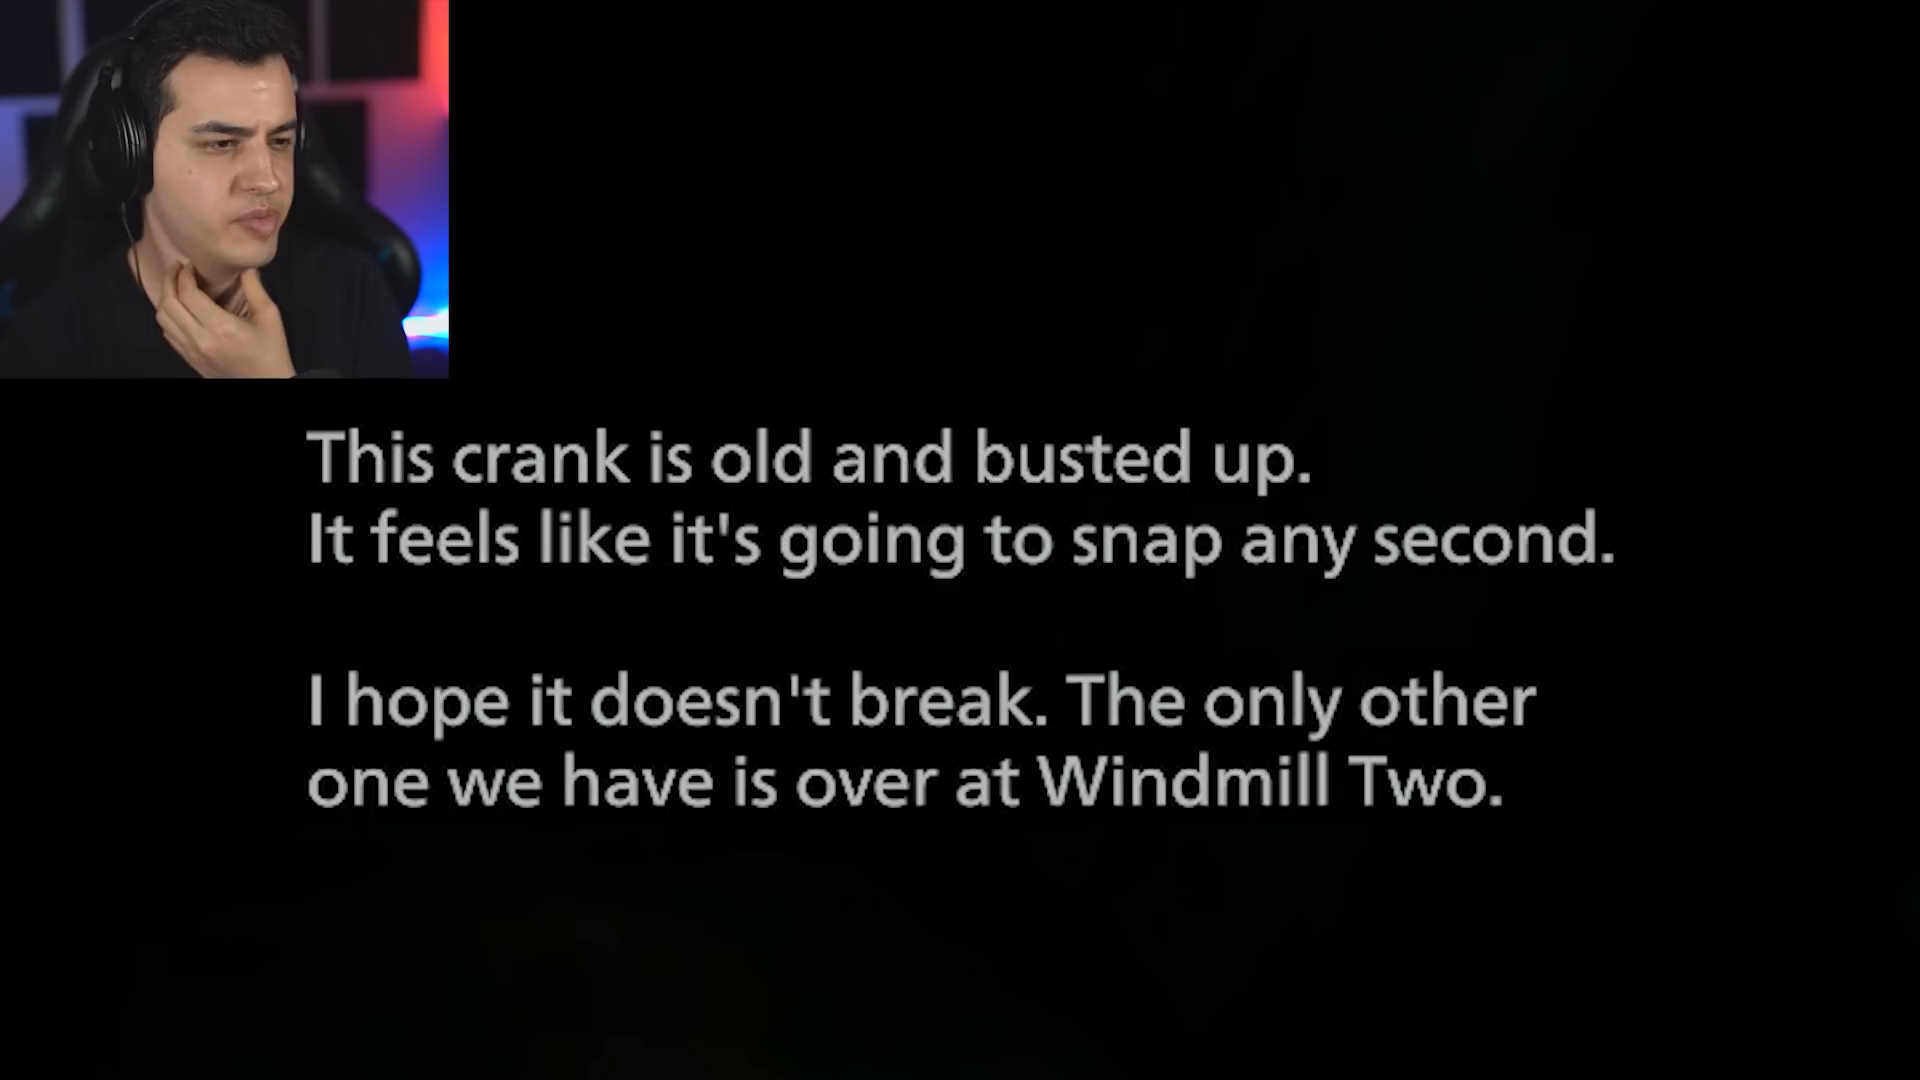 This crank is old and busted up.
It feels like it's going to snap any second.
I hope it doesn't break. The only other
one we have is over at Windmill Two.